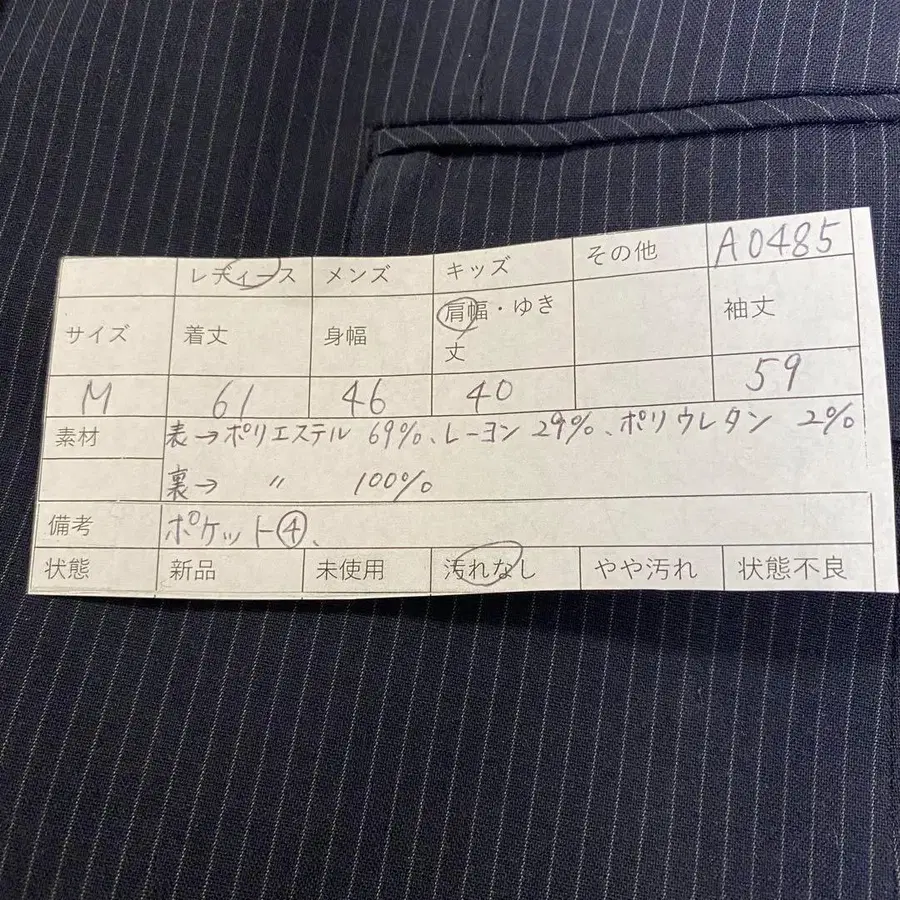 レディース メンズ キッズ その他 A0485
サイズ 着丈 身幅 肩幅・ゆき丈 袖丈
M 61 46 40 59
素材 表→ポリエステル 69%、レーヨン 29%、ポリウレタン 2%
裏→ 〃 100%
備考 ポケット④、
状態 新品 未使用 汚れなし やや汚れ 状態不良